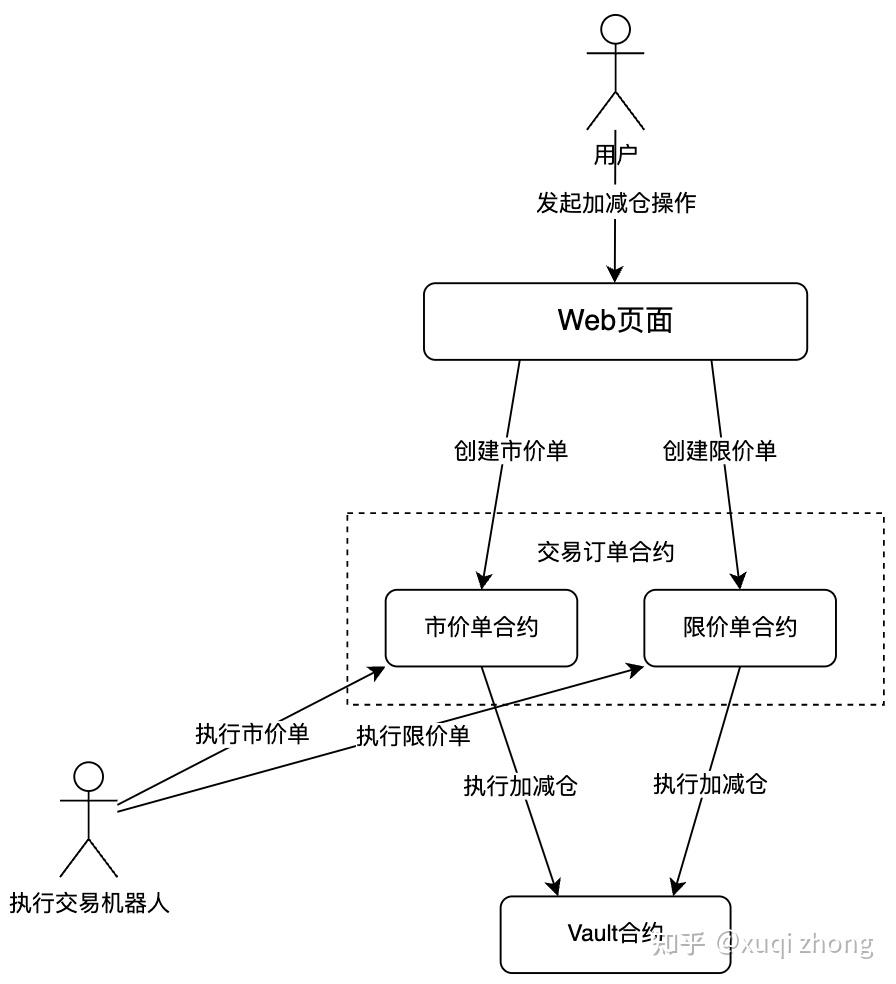 用户
发起加减仓操作
Web页面
创建市价单
创建限价单
交易订单合约
市价单合约
限价单合约
执行市价单
执行限价单
执行加减仓
执行加减仓
执行交易机器人
Vault合约
知乎 @xuqi zhong